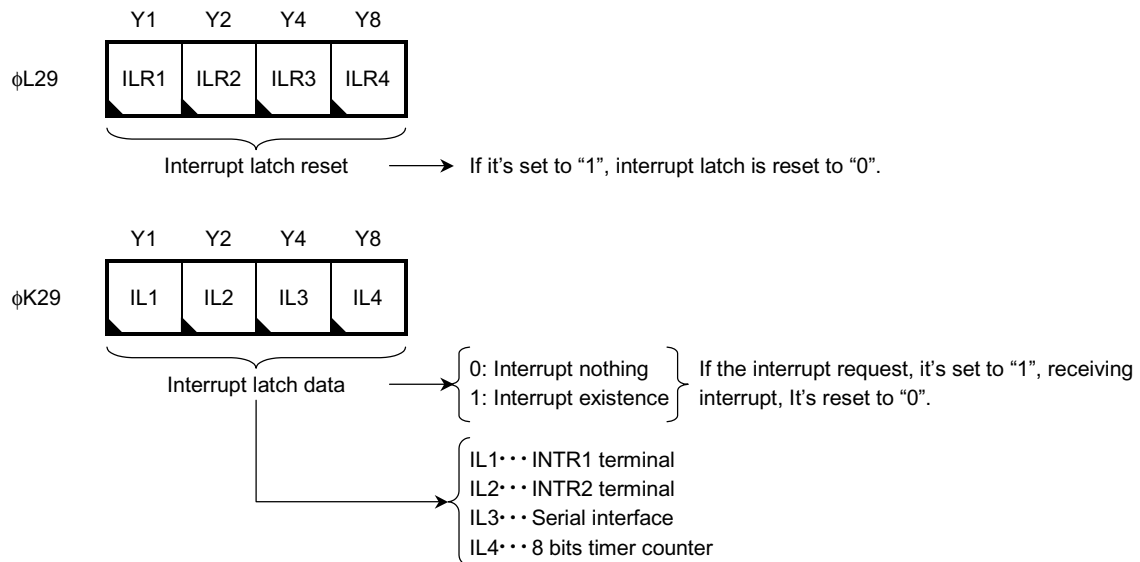 Y1 Y2 Y4 Y8
ϕL29 ILR1 ILR2 ILR3 ILR4
Interrupt latch reset If it's set to “1”, interrupt latch is reset to “0”.
Y1 Y2 Y4 Y8
ϕK29 IL1 IL2 IL3 IL4
Interrupt latch data
0: Interrupt nothing
1: Interrupt existence
If the interrupt request, it's set to “1”, receiving
interrupt, It's reset to “0”.
IL1・・・ INTR1 terminal
IL2・・・ INTR2 terminal
IL3・・・ Serial interface
IL4・・・ 8 bits timer counter